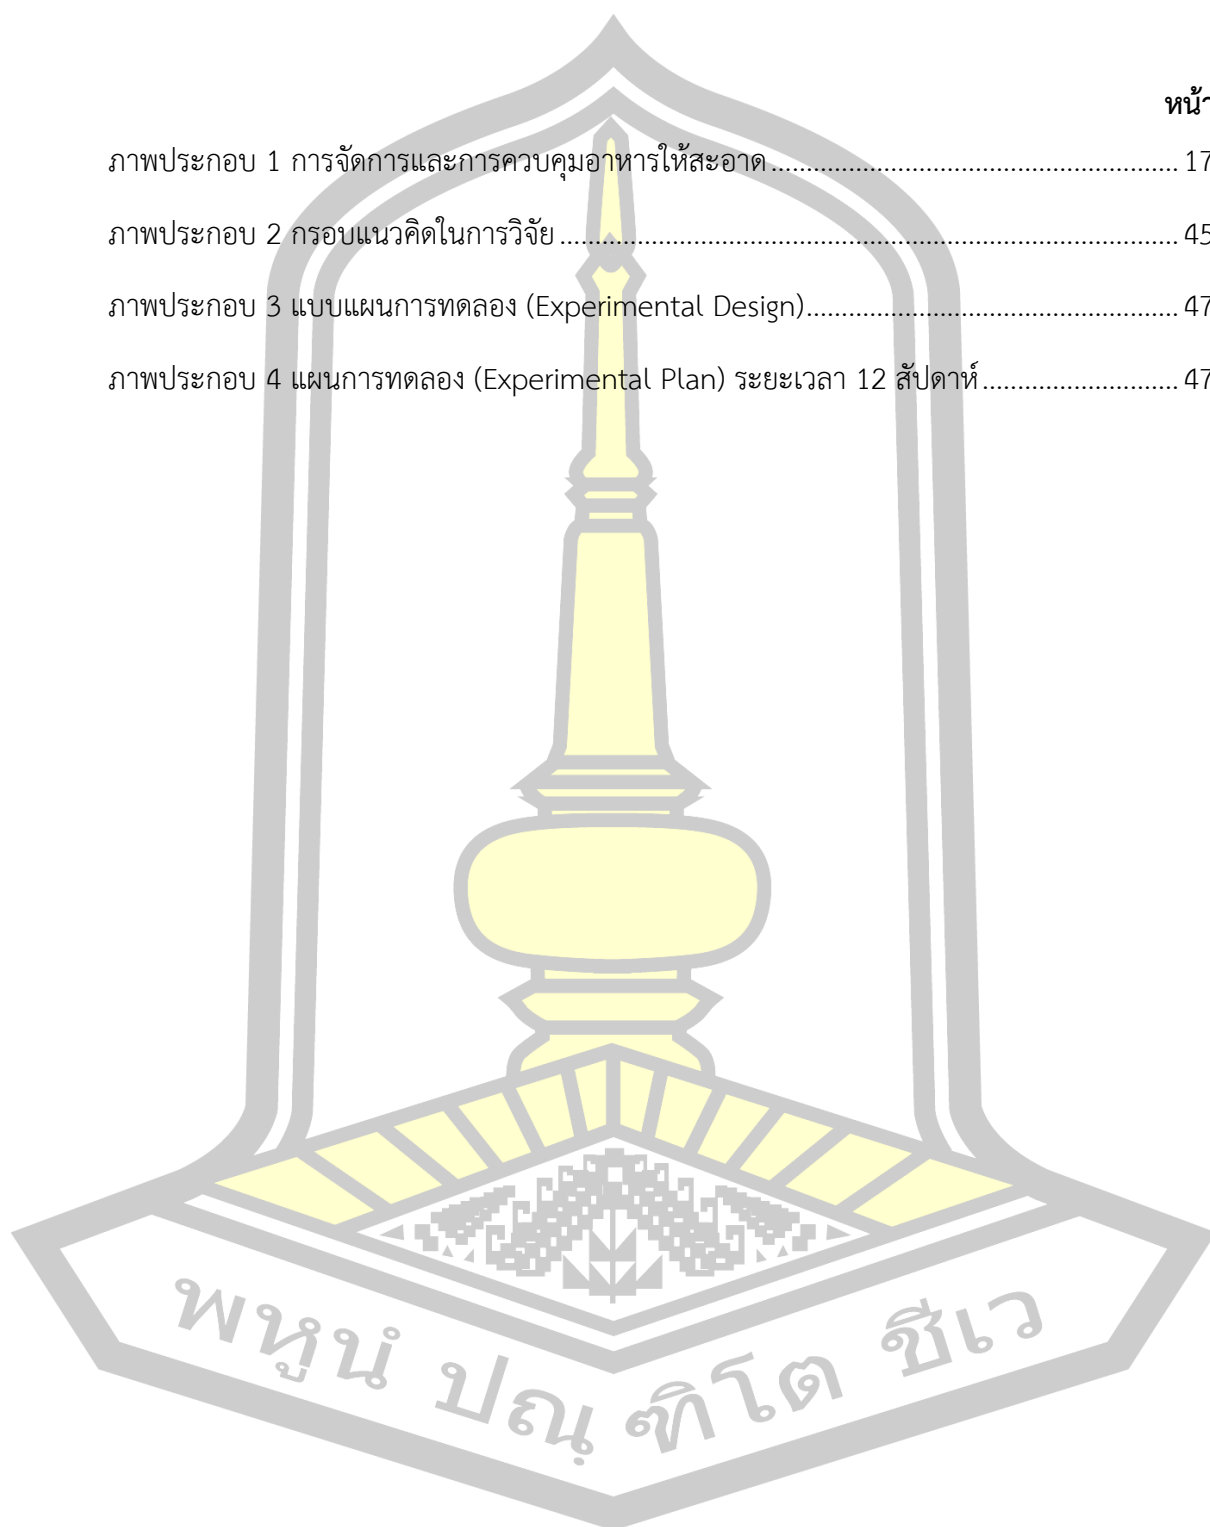 หน้า
ภาพประกอบ 1 การจัดการและการควบคุมอาหารให้สะอาด................................................... 17
ภาพประกอบ 2 กรอบแนวคิดในการวิจัย............................................................................. 45
ภาพประกอบ 3 แบบแผนการทดลอง (Experimental Design)............................................... 47
ภาพประกอบ 4 แผนการทดลอง (Experimental Plan) ระยะเวลา 12 สัปดาห์......................... 47
พหูนํ ปณฺฑิโต ชีเว